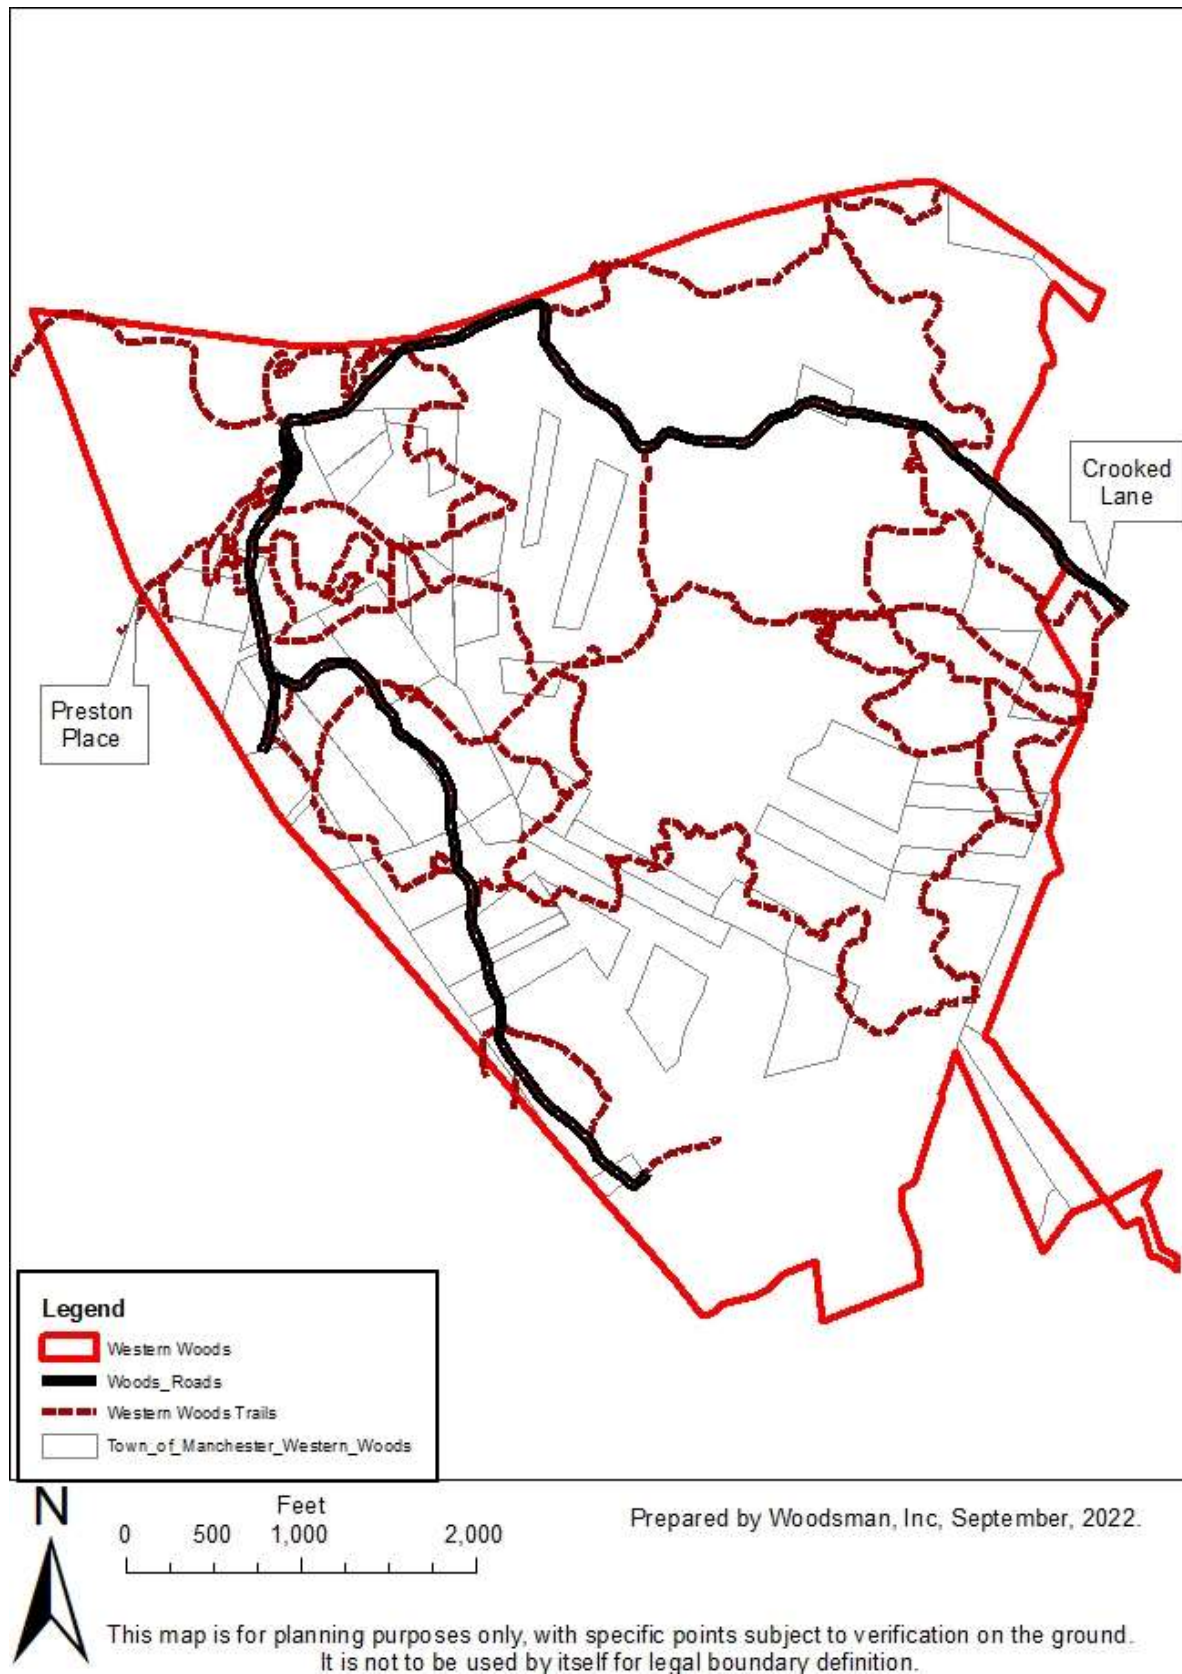 Crooked
Lane
Preston
Place
Legend
Western Woods
Woods_Roads
Western Woods Trails
Town_of_Manchester_Western_Woods
N
Feet
0 500 1,000 2,000
Prepared by Woodsman, Inc, September, 2022.
This map is for planning purposes only, with specific points subject to verification on the ground.
It is not to be used by itself for legal boundary definition.